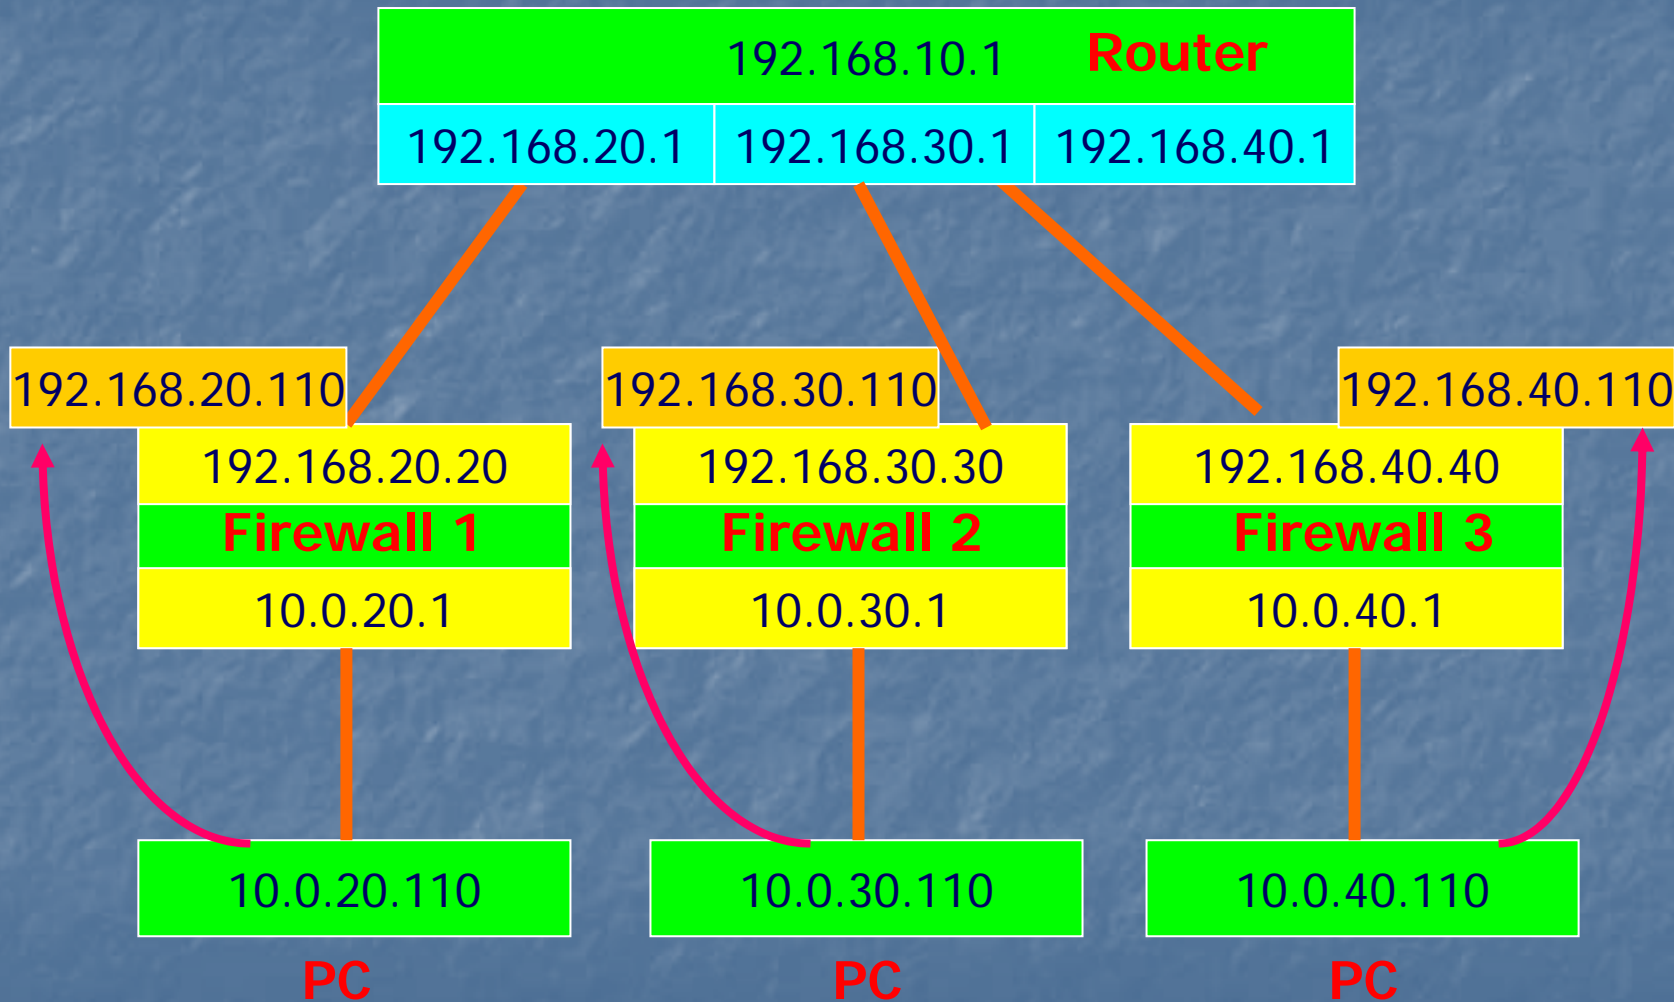 192.168.10.1 Router
192.168.20.1 192.168.30.1 192.168.40.1
192.168.20.110 192.168.30.110 192.168.40.110
192.168.20.20 192.168.30.30 192.168.40.40
Firewall 1 Firewall 2 Firewall 3
10.0.20.1 10.0.30.1 10.0.40.1
10.0.20.110 10.0.30.110 10.0.40.110
PC PC PC